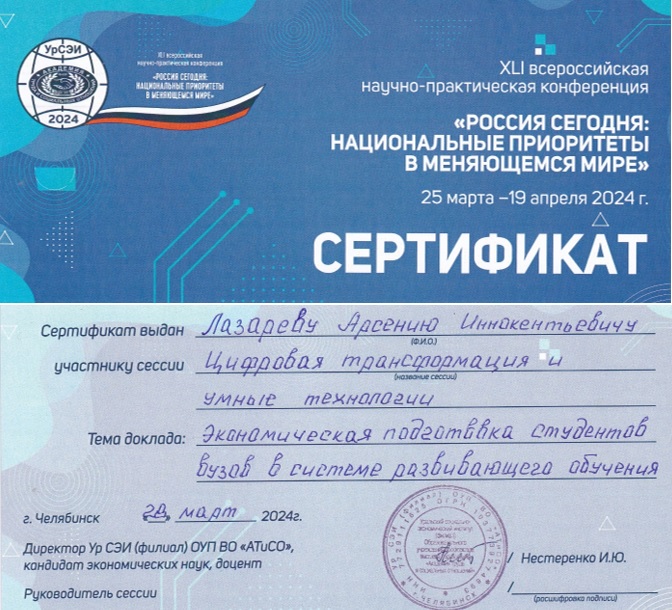 УрСЭИ
АКАДЕМИЯ
2024
XLI всероссийская
научно-практическая конференция
«РОССИЯ СЕГОДНЯ:
НАЦИОНАЛЬНЫЕ ПРИОРИТЕТЫ
В МЕНЯЮЩЕМСЯ МИРЕ»
XLI всероссийская
научно-практическая конференция
«РОССИЯ СЕГОДНЯ:
НАЦИОНАЛЬНЫЕ ПРИОРИТЕТЫ
В МЕНЯЮЩЕМСЯ МИРЕ»
25 марта –19 апреля 2024 г.
СЕРТИФИКАТ
Сертификат выдан Лазареву Арсению Иннокентьевичу
(Ф.И.О.)
участнику сессии Цифровая трансформация и
(название сессии)
умные технологии
Тема доклада: Экономическая подготовка студентов
вузов в системе развивающего обучения
г. Челябинск март 2024г.
Директор Ур СЭИ (филиал) ОУП ВО «АТиСО»,
кандидат экономических наук, доцент
/ Нестеренко И.Ю.
Руководитель сессии /
(расшифровка подписи)